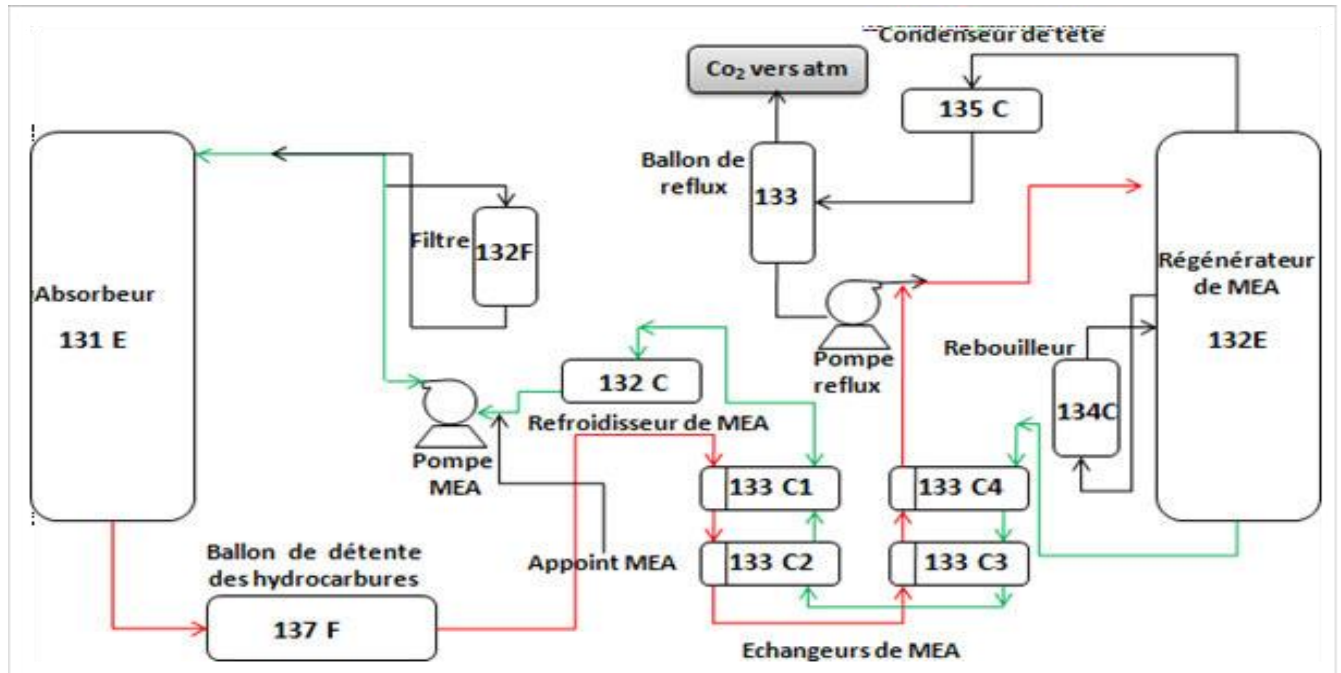 Condenseur de tete
Co₂ vers atm
135 C
Ballon de
reflux
133
Filtre
132F
Absorbeur
131 E
Régénérateur
de MEA
132E
Rebouilleur
134C
Pompe
reflux
132 C
Refroidisseur de MEA
Pompe
MEA
133 C1
133 C4
133 C2
133 C3
Appoint MEA
Ballon de détente
des hydrocarbures
137 F
Echangeurs de MEA